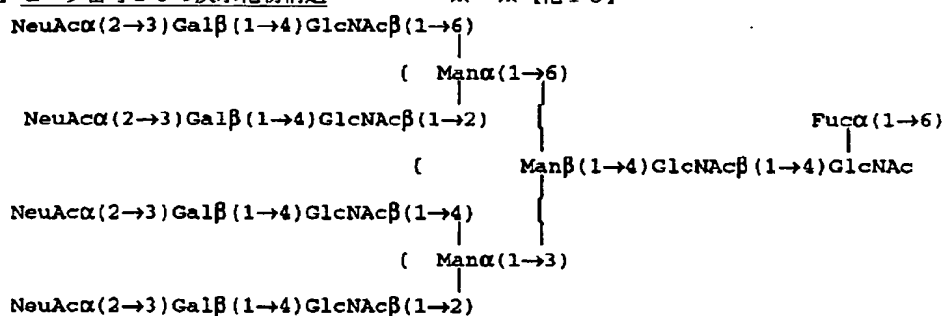 NeuAcα(2→3)Galβ(1→4)GlcNAcβ(1→6)
( Manα(1→6)
NeuAcα(2→3)Galβ(1→4)GlcNAcβ(1→2)
Fucα(1→6)
( Manβ(1→4)GlcNAcβ(1→4)GlcNAc
NeuAcα(2→3)Galβ(1→4)GlcNAcβ(1→4)
( Manα(1→3)
NeuAcα(2→3)Galβ(1→4)GlcNAcβ(1→2)